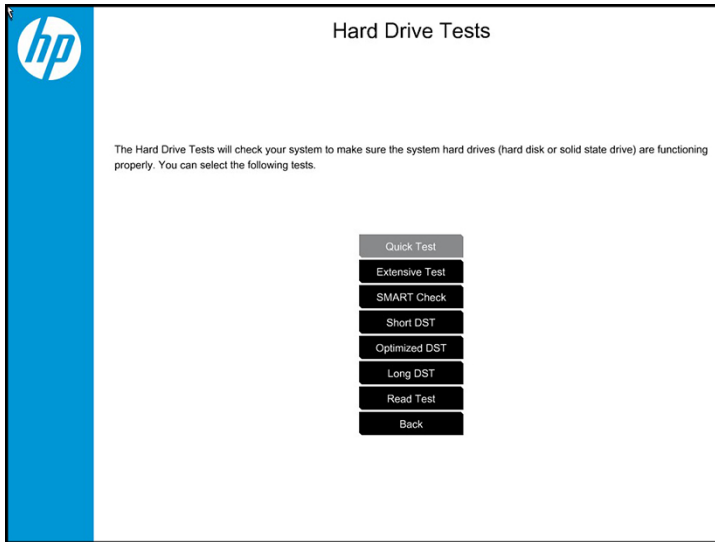 hp
Hard Drive Tests
The Hard Drive Tests will check your system to make sure the system hard drives (hard disk or solid state drive) are functioning
properly. You can select the following tests.
Quick Test
Extensive Test
SMART Check
Short DST
Optimized DST
Long DST
Read Test
Back